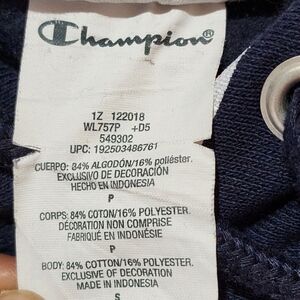 Champion
1Z 122018
WL757P +D5
549302
UPC: 192503486761
CUERPO: 84% ALGODÓN/16% poliéster.
EXCLUSIVO DE DECORACIÓN
HECHO EN INDONESIA
P
CORPS: 84% COTON/16% POLYESTER.
DÉCORATION NON COMPRISE
FABRIQUÉ EN INDONÉSIE
P
BODY: 84% COTTON/16% POLYESTER.
EXCLUSIVE OF DECORATION
MADE IN INDONESIA
S